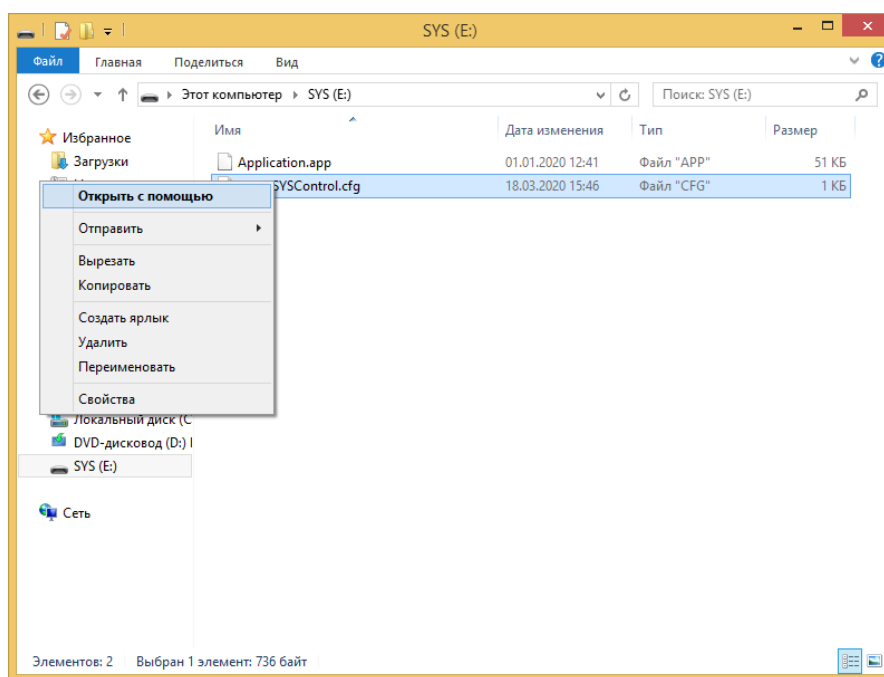 SYS (E:)
Файл Главная Поделиться Вид
Этот компьютер SYS (E:) Поиск: SYS (E:)
Избранное
Загрузки
Имя Дата изменения Тип Размер
Application.app 01.01.2020 12:41 Файл "APP" 51 КБ
SYSControl.cfg 18.03.2020 15:46 Файл "CFG" 1 КБ
Открыть с помощью
Отправить
Вырезать
Копировать
Создать ярлык
Удалить
Переименовать
Свойства
Локальный диск (C
DVD-дисковод (D:)
SYS (E:)
Сеть
Элементов: 2 Выбран 1 элемент: 736 байт